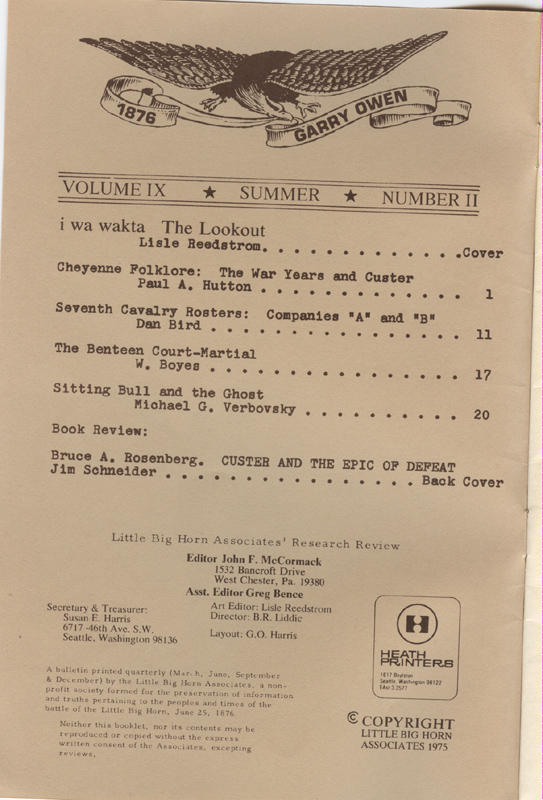 1876
GARRY OWEN
VOLUME IX ★ SUMMER ★ NUMBER II
i wa wakta The Lookout
Lisle Reedstrom. . . . . . . . . . . . .Cover
Cheyenne Folklore: The War Years and Custer
Paul A. Hutton . . . . . . . . . . . . . 1
Seventh Cavalry Rosters: Companies "A" and "B"
Dan Bird . . . . . . . . . . . . . . . . 11
The Benteen Court-Martial
W. Boyes . . . . . . . . . . . . . . . . 17
Sitting Bull and the Ghost
Michael G. Verbovsky . . . . . . . . . . 20
Book Review:
Bruce A. Rosenberg. CUSTER AND THE EPIC OF DEFEAT
Jim Schneider . . . . . . . . . . . . . . . . Back Cover
Little Big Horn Associates' Research Review
Editor John F. McCormack
1532 Bancroft Drive
West Chester, Pa. 19380
Asst. Editor Greg Bence
Secretary & Treasurer:
Susan E. Harris
6717 -46th Ave. S.W.
Seattle, Washington 98136
Art Editor: Lisle Reedstrom
Director: B.R. Liddic
Layout: G.O. Harris
H
HEATH
PRINTERS
Seattle, Washington 98122
A bulletin printed quarterly (March, June, September
& December) by the Little Big Horn Associates, a non-
profit society formed for the preservation of information
and truths pertaining to the peoples and times of the
battle of the Little Big Horn, June 25, 1876.
Neither this booklet, nor its contents may be
reproduced or copied without the express
written consent of the Associates, excepting
reviews.
© COPYRIGHT
LITTLE BIG HORN
ASSOCIATES 1975